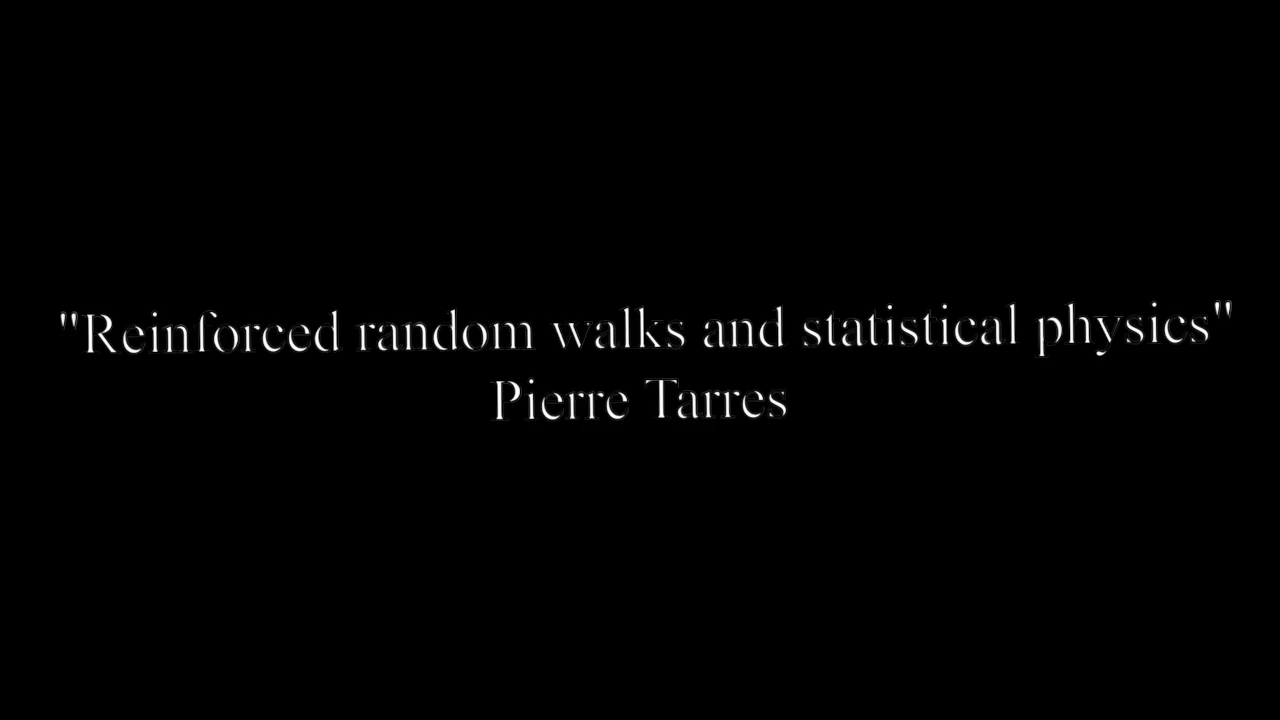 "Reinforced random walks and statistical physics"
Pierre Tarres